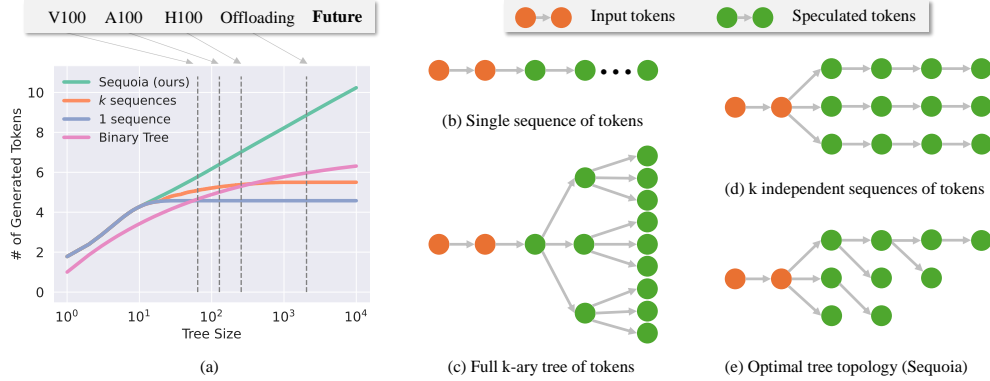 V100 A100 H100 Offloading Future
Input tokens Speculated tokens
Sequoia (ours)
k sequences
1 sequence
Binary Tree
# of Generated Tokens
10
8
6
4
2
0
10^0 10^1 10^2 10^3 10^4
Tree Size
(a)
(b) Single sequence of tokens
(c) Full k-ary tree of tokens
(d) k independent sequences of tokens
(e) Optimal tree topology (Sequoia)